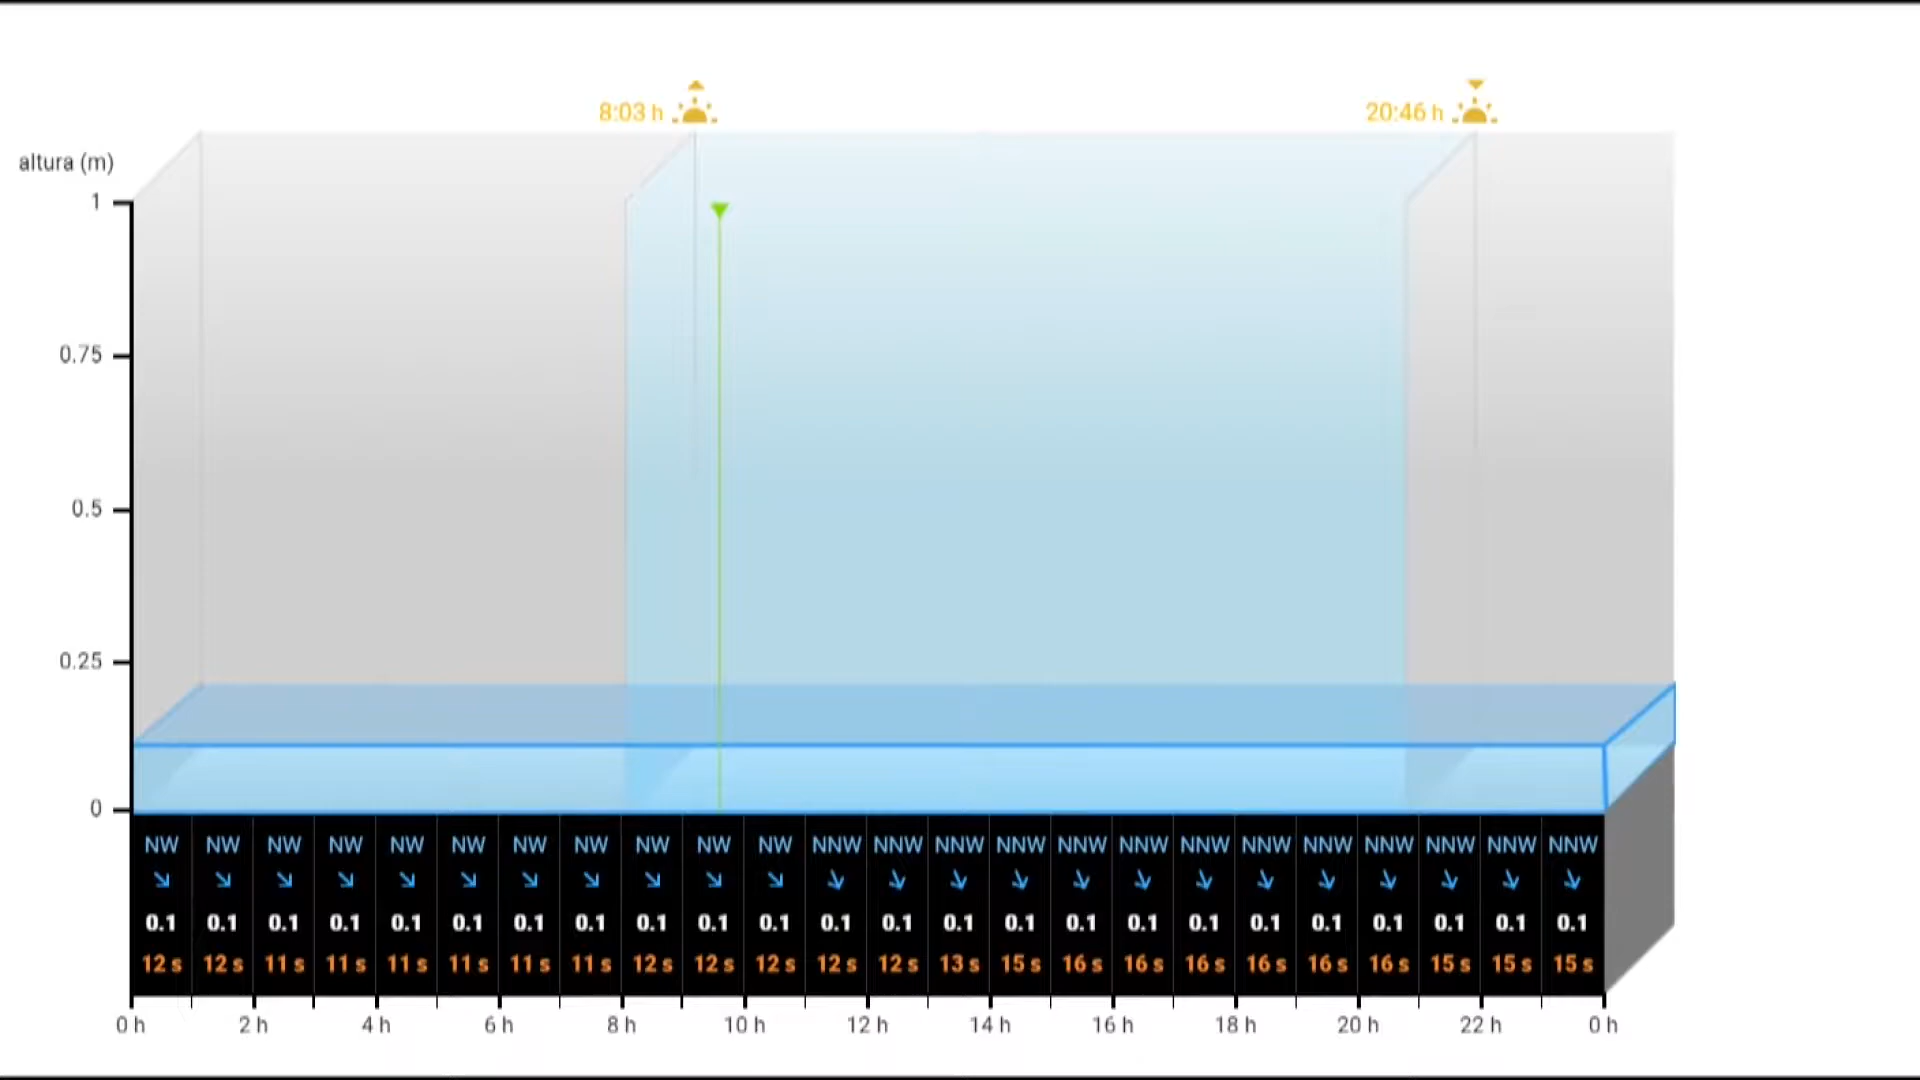 8:03 h 20:46 h
altura (m)
1
0.75
0.5
0.25
0
NW NW NW NW NW NW NW NW NW NW NW NNW NNW NNW NNW NNW NNW NNW NNW NNW NNW NNW NNW NNW
0.1 0.1 0.1 0.1 0.1 0.1 0.1 0.1 0.1 0.1 0.1 0.1 0.1 0.1 0.1 0.1 0.1 0.1 0.1 0.1 0.1 0.1 0.1 0.1
12 s 12 s 11 s 11 s 11 s 11 s 11 s 11 s 12 s 12 s 12 s 12 s 12 s 13 s 15 s 16 s 16 s 16 s 16 s 16 s 16 s 15 s 15 s 15 s
0 h 2 h 4 h 6 h 8 h 10 h 12 h 14 h 16 h 18 h 20 h 22 h 0 h